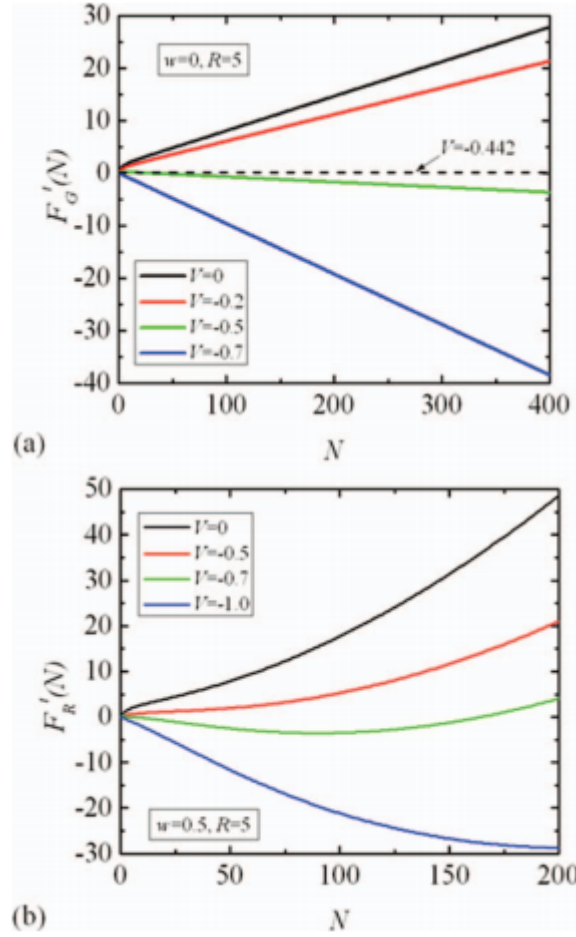 30
w=0, R=5
20
10
V=-0.442
0
F_G'(N)
-10
V=0
V=-0.2
-20
V=-0.5
-30
V=-0.7
-40
0 100 200 300 400
(a)
N
50
V=0
40
V=-0.5
30
V=-0.7
20
V=-1.0
10
F_R'(N)
0
-10
-20
w=0.5, R=5
-30
0 50 100 150 200
(b)
N